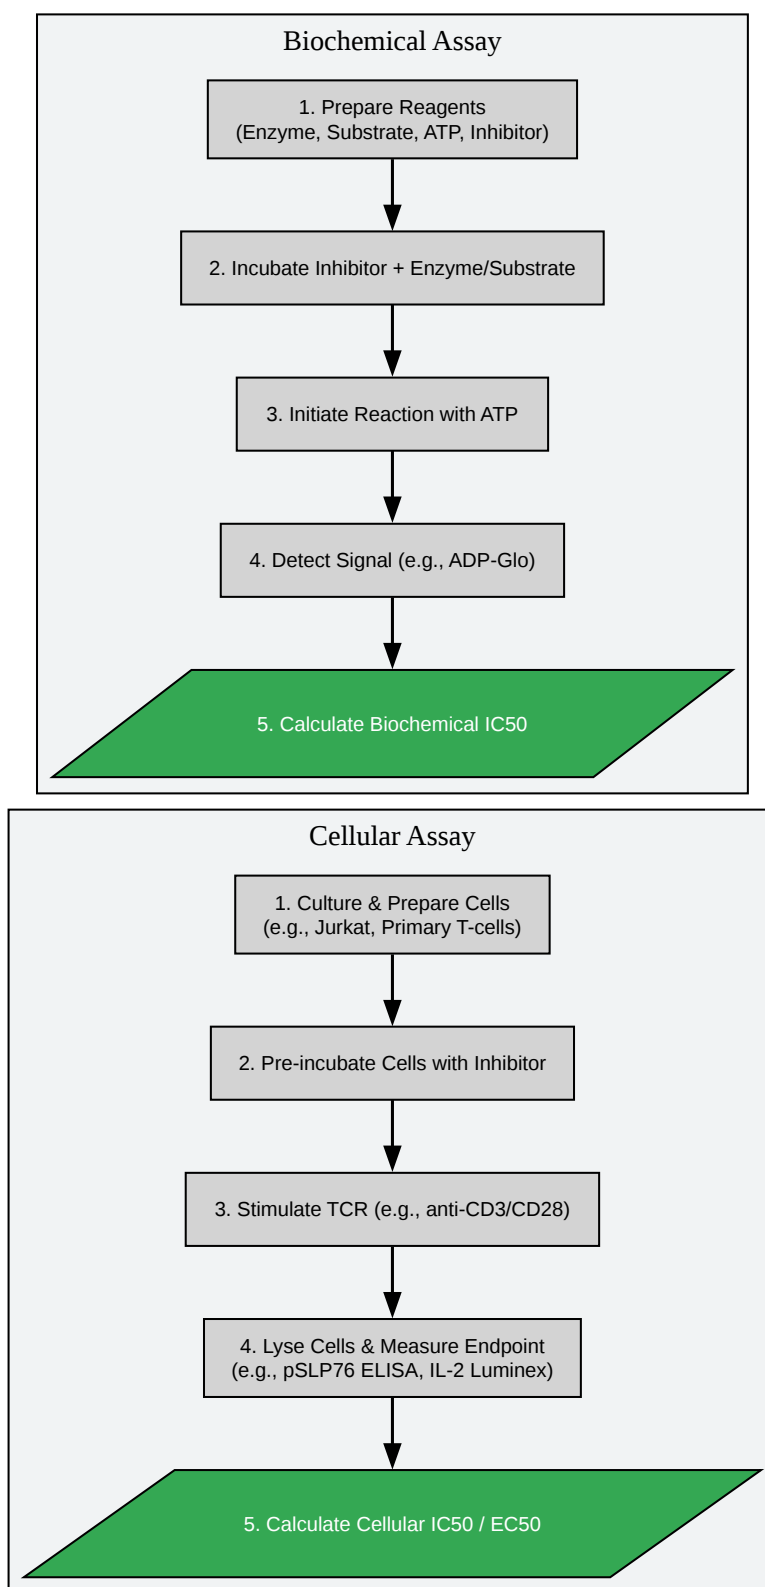 Biochemical Assay
1. Prepare Reagents
(Enzyme, Substrate, ATP, Inhibitor)
2. Incubate Inhibitor + Enzyme/Substrate
3. Initiate Reaction with ATP
4. Detect Signal (e.g., ADP-Glo)
5. Calculate Biochemical IC50
Cellular Assay
1. Culture & Prepare Cells
(e.g., Jurkat, Primary T-cells)
2. Pre-incubate Cells with Inhibitor
3. Stimulate TCR (e.g., anti-CD3/CD28)
4. Lyse Cells & Measure Endpoint
(e.g., pSLP76 ELISA, IL-2 Luminex)
5. Calculate Cellular IC50 / EC50